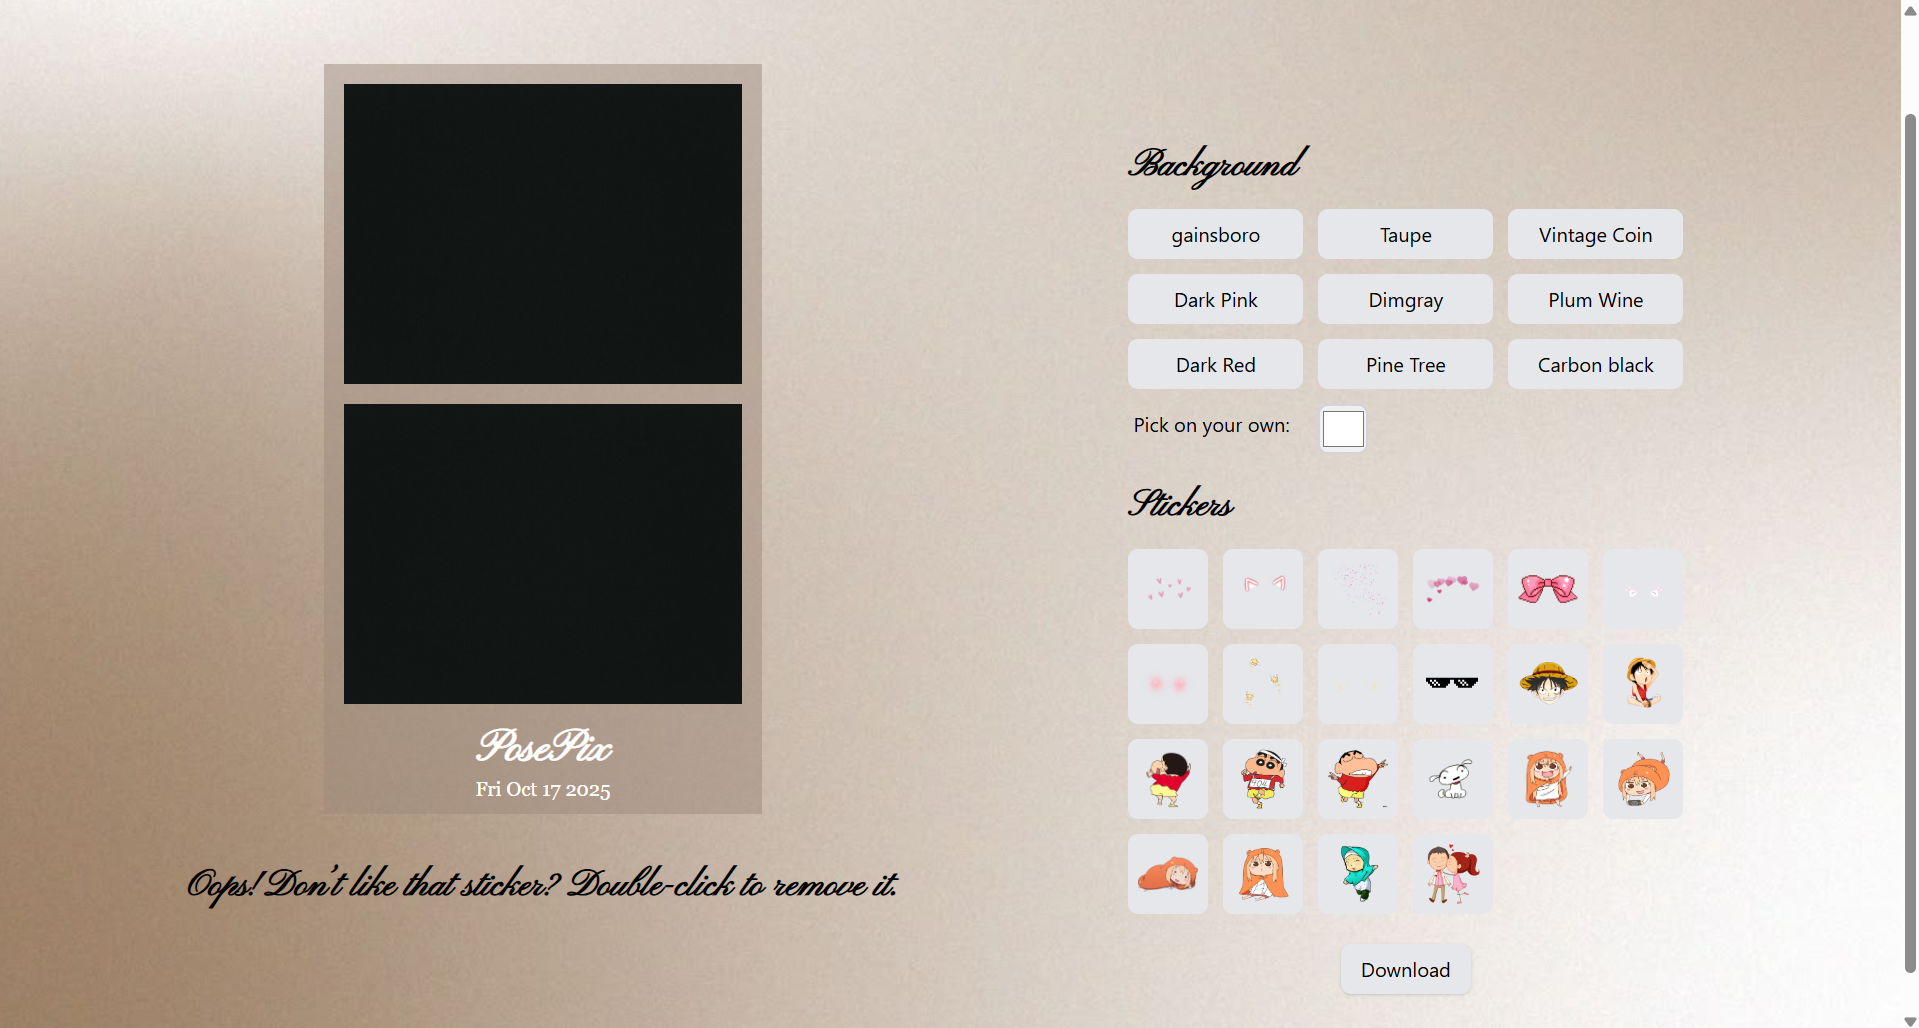 PosePix
Fri Oct 17 2025
Oops! Don't like that sticker? Double-click to remove it.
Background
gainsboro
Taupe
Vintage Coin
Dark Pink
Dimgray
Plum Wine
Dark Red
Pine Tree
Carbon black
Pick on your own:
Stickers
Download